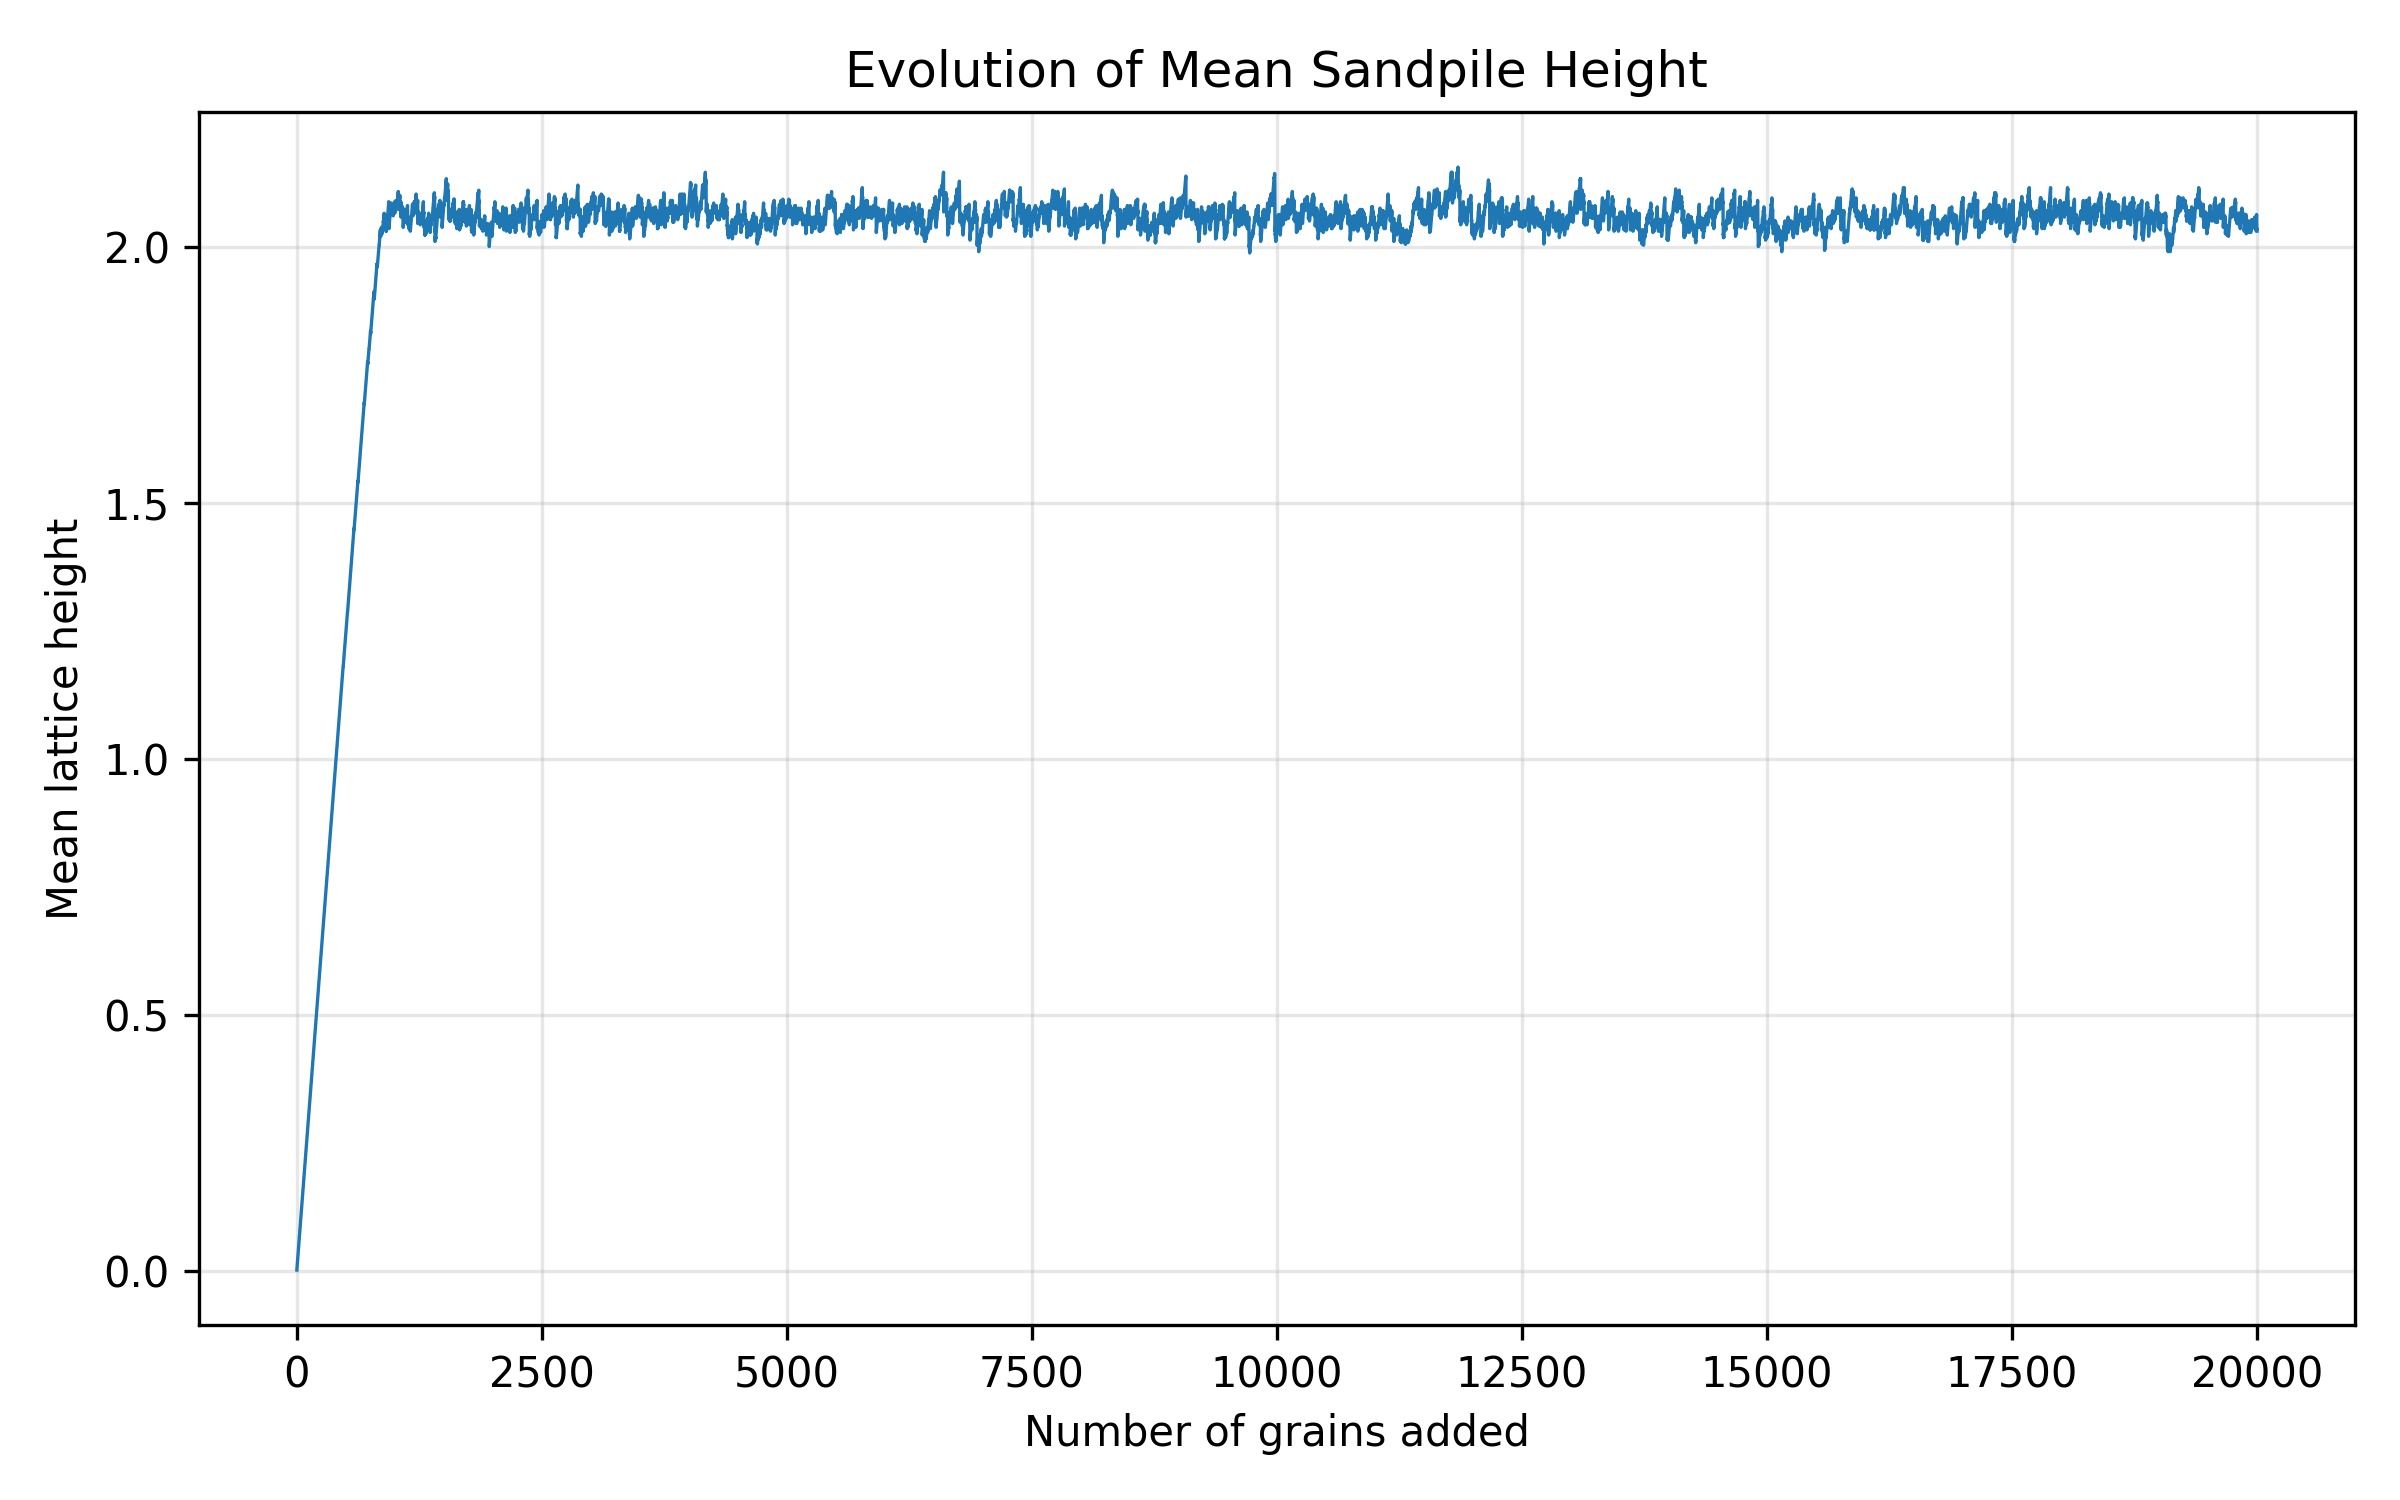 Evolution of Mean Sandpile Height
Mean lattice height
2.0
1.5
1.0
0.5
0.0
0 2500 5000 7500 10000 12500 15000 17500 20000
Number of grains added